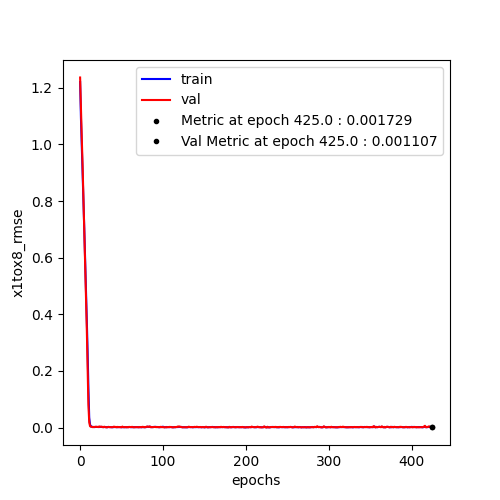 train
val
Metric at epoch 425.0 : 0.001729
Val Metric at epoch 425.0 : 0.001107
1.2
1.0
0.8
0.6
0.4
0.2
0.0
x1tox8_rmse
0 100 200 300 400
epochs